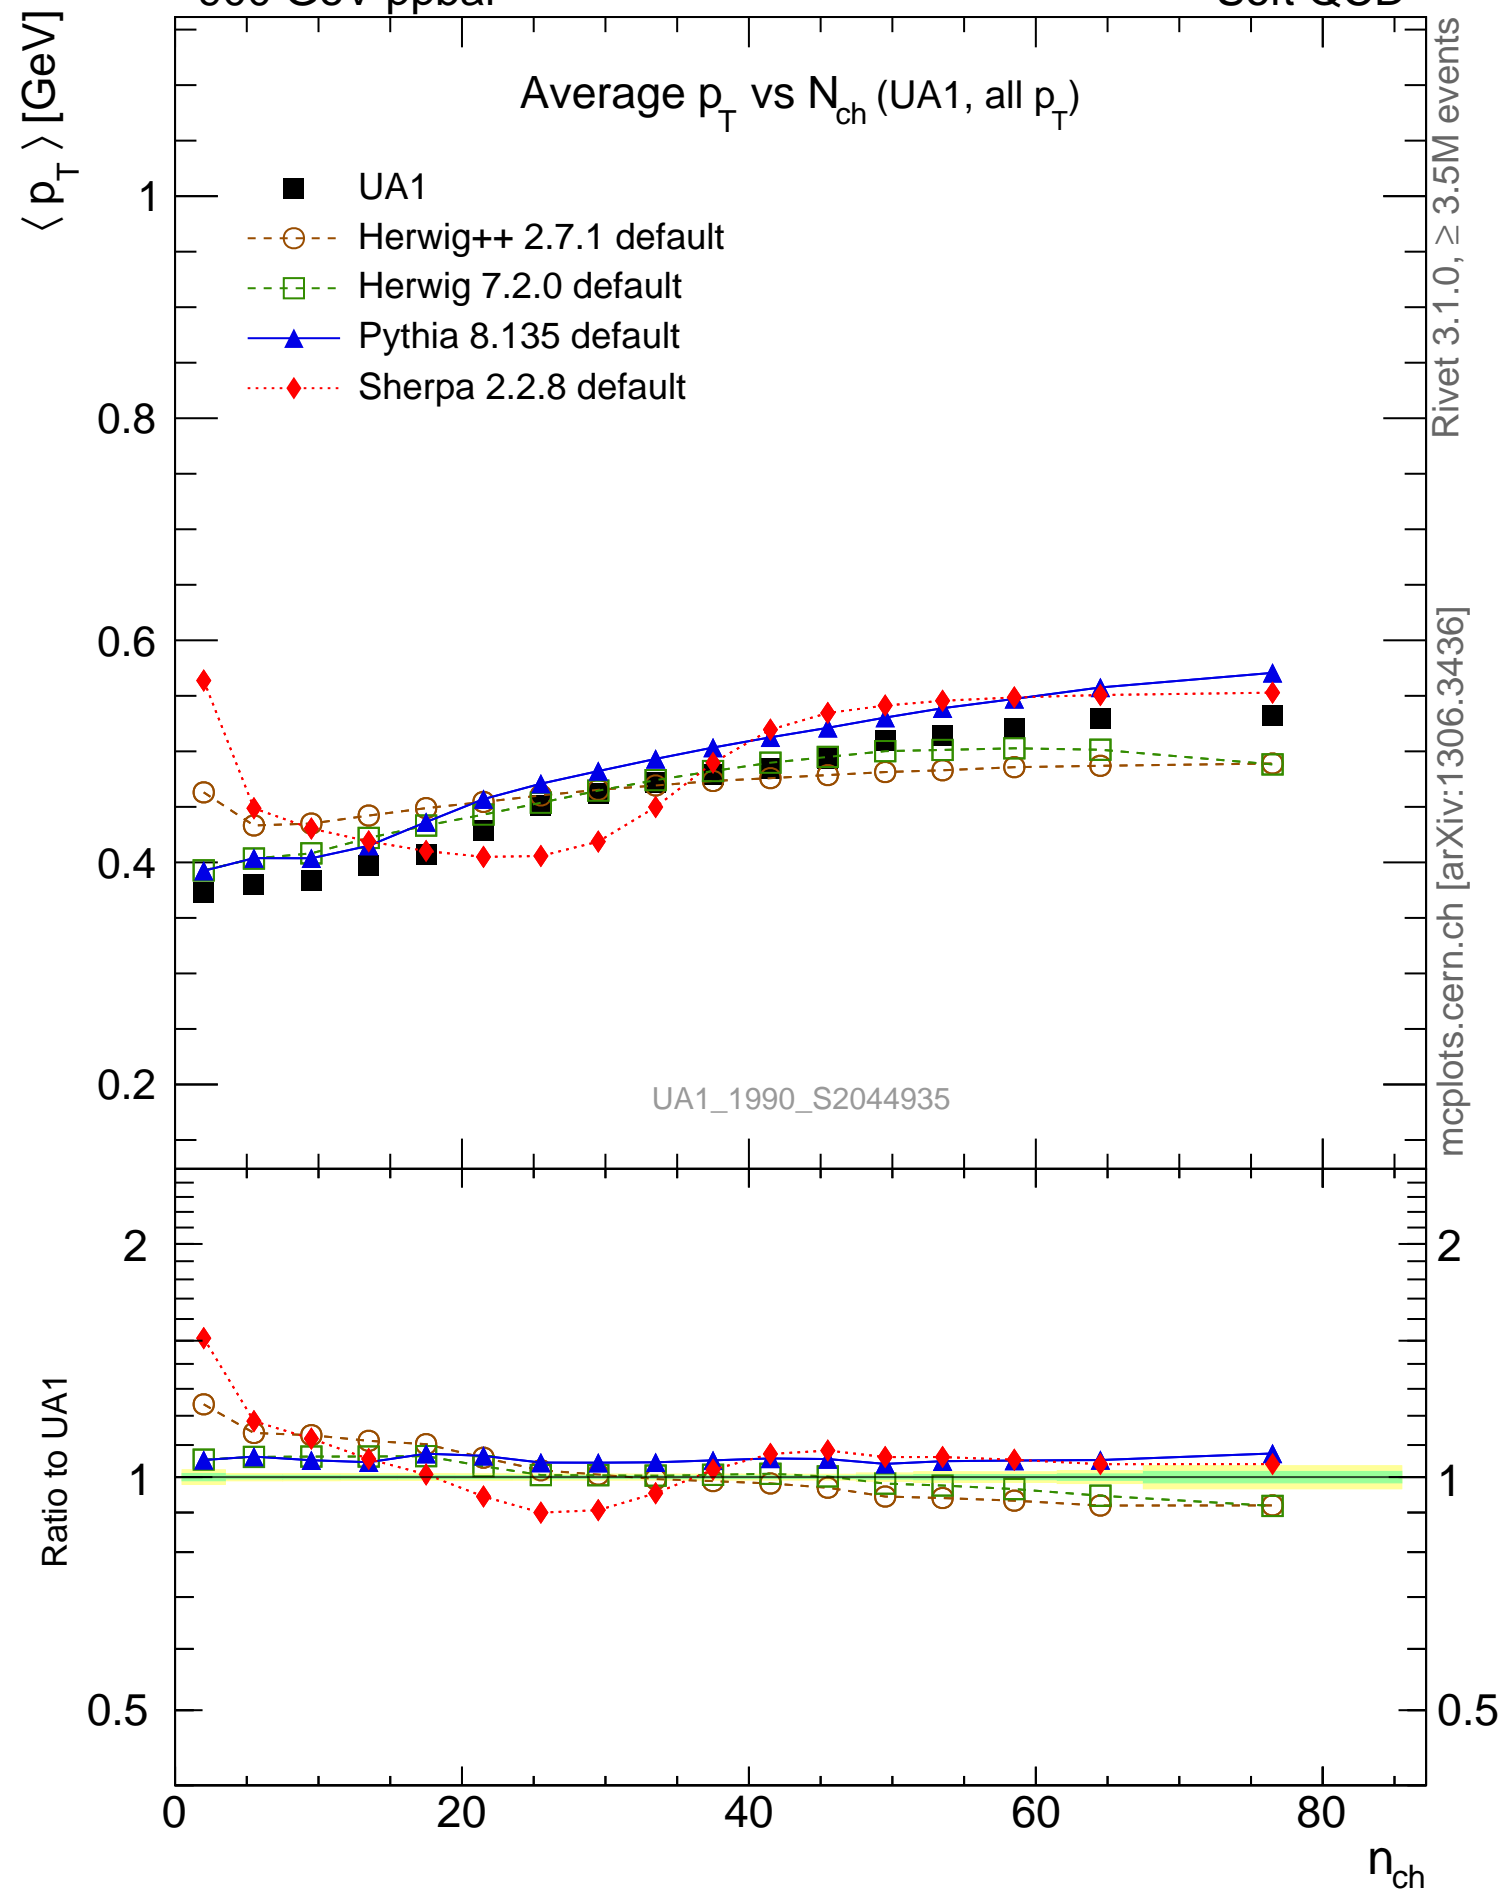 Average p_T vs N_ch (UA1, all p_T)
⟨ p_T ⟩ [GeV]
UA1
Herwig++ 2.7.1 default
Herwig 7.2.0 default
Pythia 8.135 default
Sherpa 2.2.8 default
1
0.8
0.6
0.4
0.2
UA1_1990_S2044935
Rivet 3.1.0, ≥ 3.5M events
mcplots.cern.ch [arXiv:1306.3436]
Ratio to UA1
2
1
0.5
2
1
0.5
0 20 40 60 80
n_ch